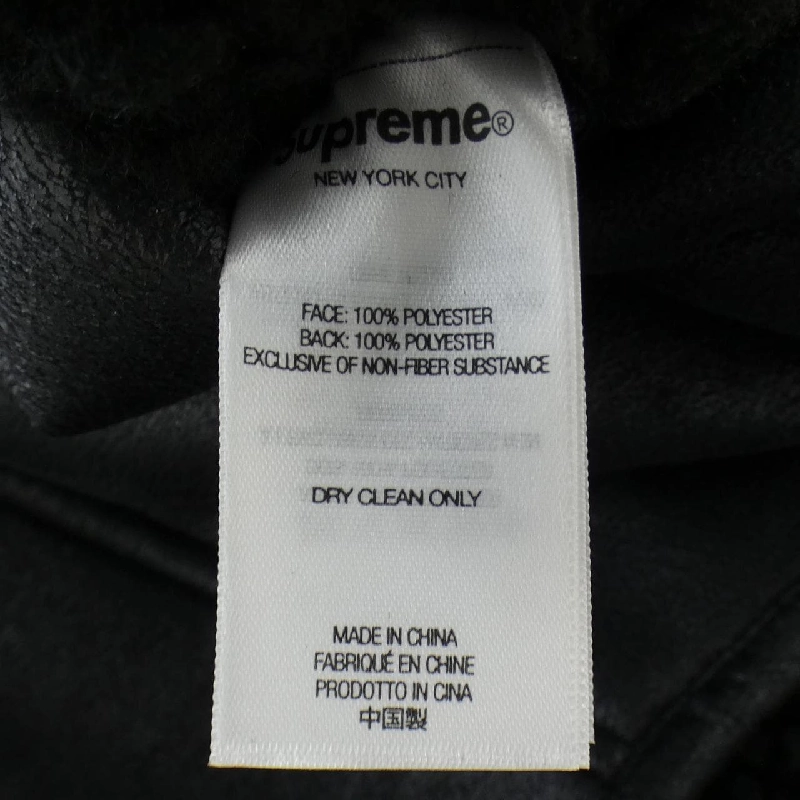 Supreme®
NEW YORK CITY
FACE: 100% POLYESTER
BACK: 100% POLYESTER
EXCLUSIVE OF NON-FIBER SUBSTANCE
DRY CLEAN ONLY
MADE IN CHINA
FABRIQUÉ EN CHINE
PRODOTTO IN CINA
中国製